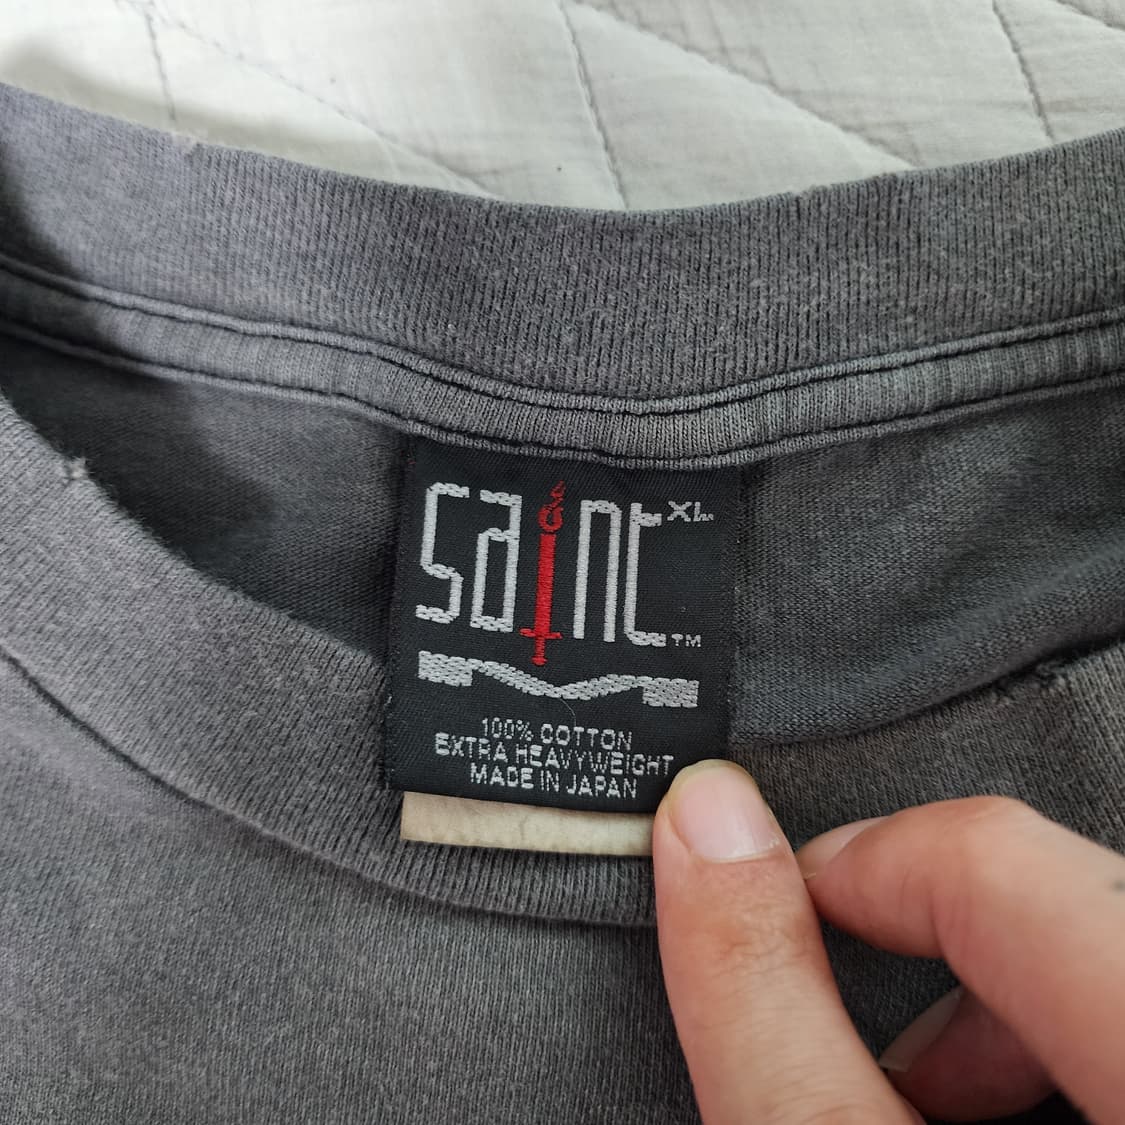 saint XL
TM
100% COTTON
EXTRA HEAVYWEIGHT
MADE IN JAPAN